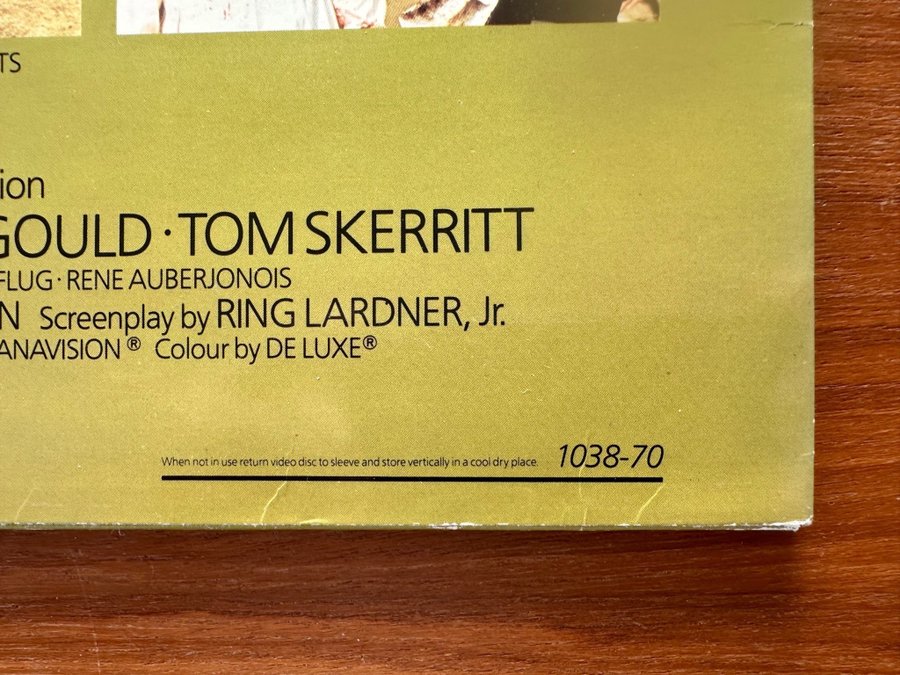 TS
ion
GOULD · TOM SKERRITT
FLUG · RENE AUBERJONOIS
N Screenplay by RING LARDNER, Jr.
ANAVISION ® Colour by DE LUXE®
When not in use return video disc to sleeve and store vertically in a cool dry place. 1038-70